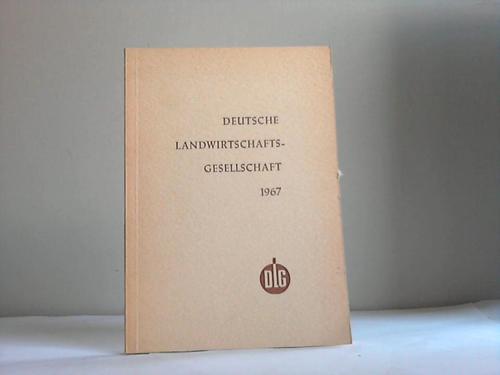 DEUTSCHE
LANDWIRTSCHAFTS-
GESELLSCHAFT
1967
DLG